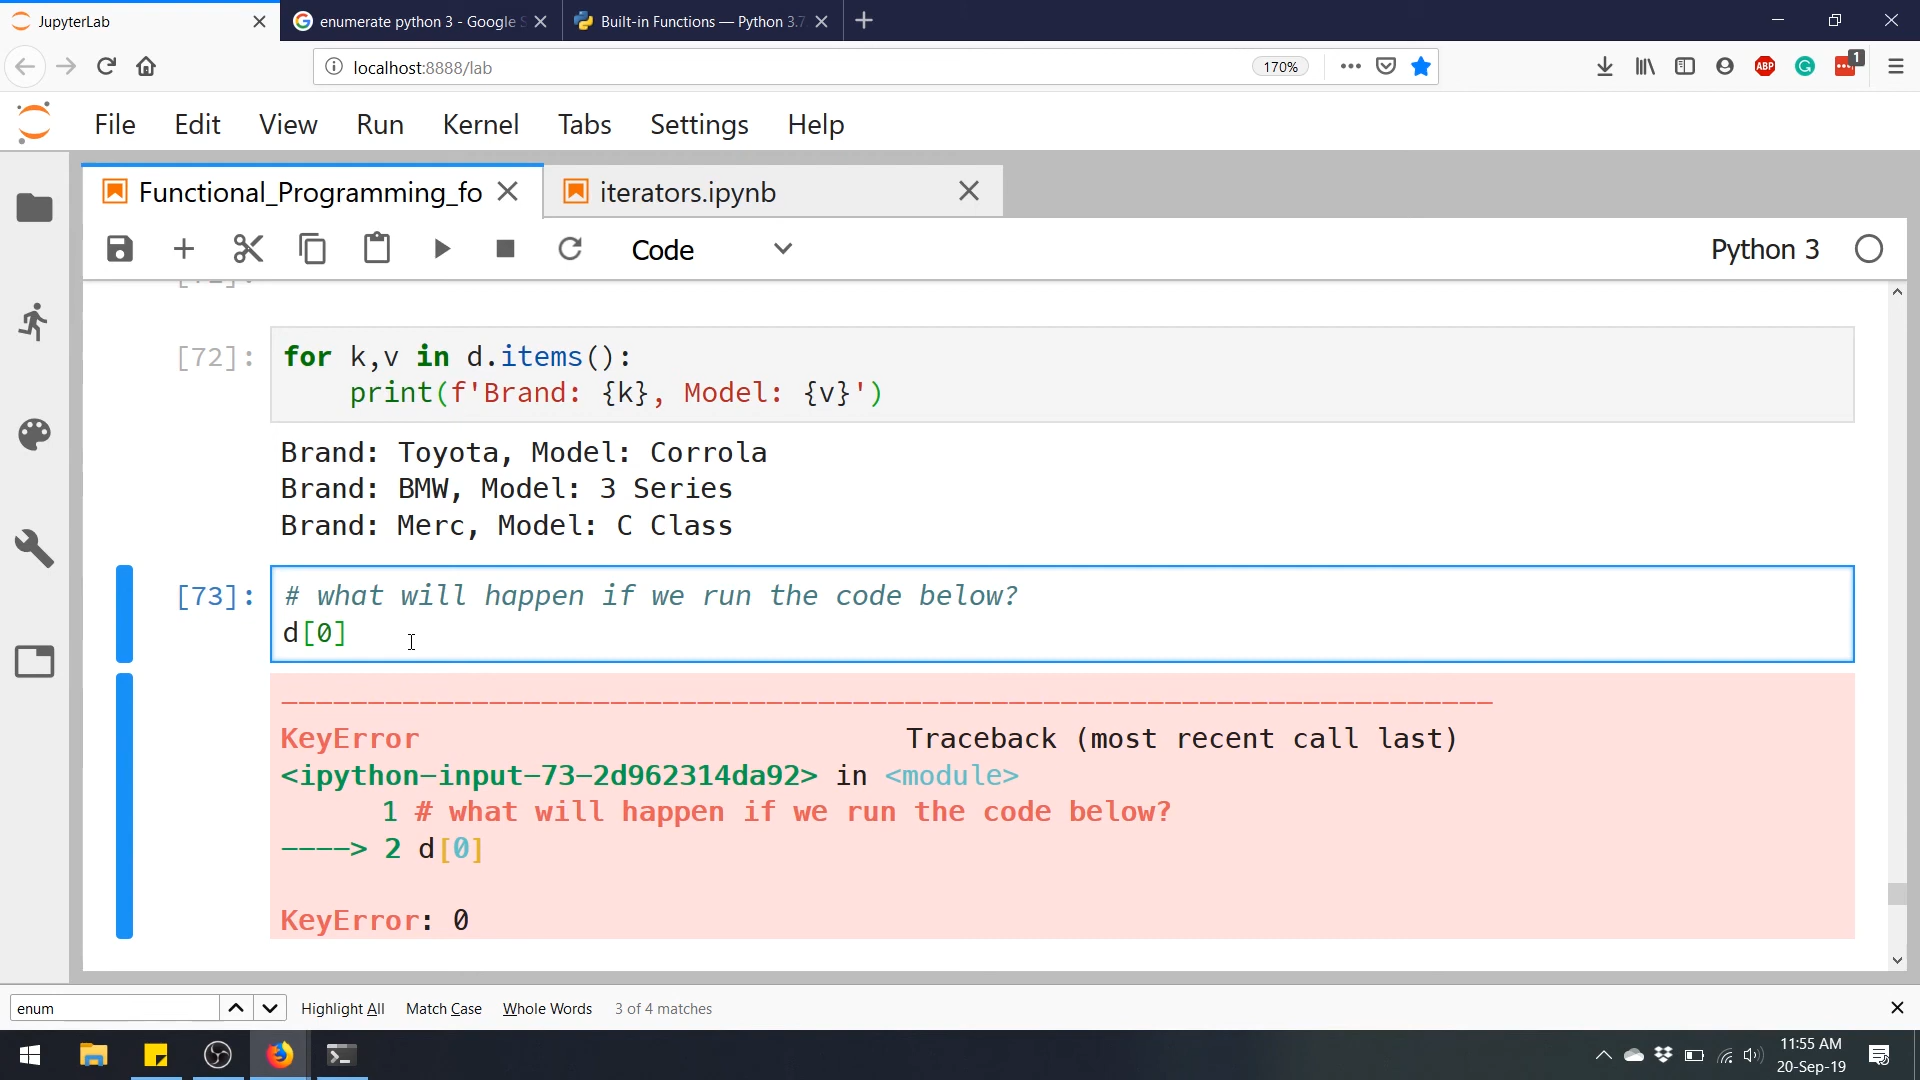 JupyterLab
enumerate python 3 - Google S
Built-in Functions — Python 3.7
localhost:8888/lab
170%
ABP
1
File Edit View Run Kernel Tabs Settings Help
Functional_Programming_fo
iterators.ipynb
Code
Python 3
[72]:
for k,v in d.items():
print(f'Brand: {k}, Model: {v}')
Brand: Toyota, Model: Corrola
Brand: BMW, Model: 3 Series
Brand: Merc, Model: C Class
[73]:
# what will happen if we run the code below?
d[0]
KeyError Traceback (most recent call last)
<ipython-input-73-2d962314da92> in <module>
1 # what will happen if we run the code below?
----> 2 d[0]
KeyError: 0
enum
Highlight All Match Case Whole Words 3 of 4 matches
11:55 AM
20-Sep-19